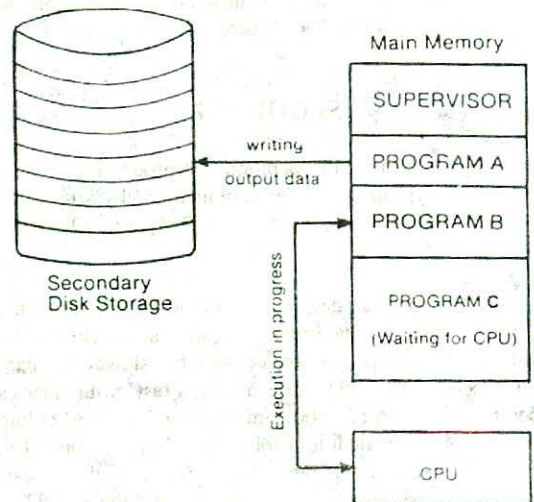 Main Memory
SUPERVISOR
writing
output data
PROGRAM A
PROGRAM B
Secondary
Disk Storage
PROGRAM C
(Waiting for CPU)
Execution in progress
CPU